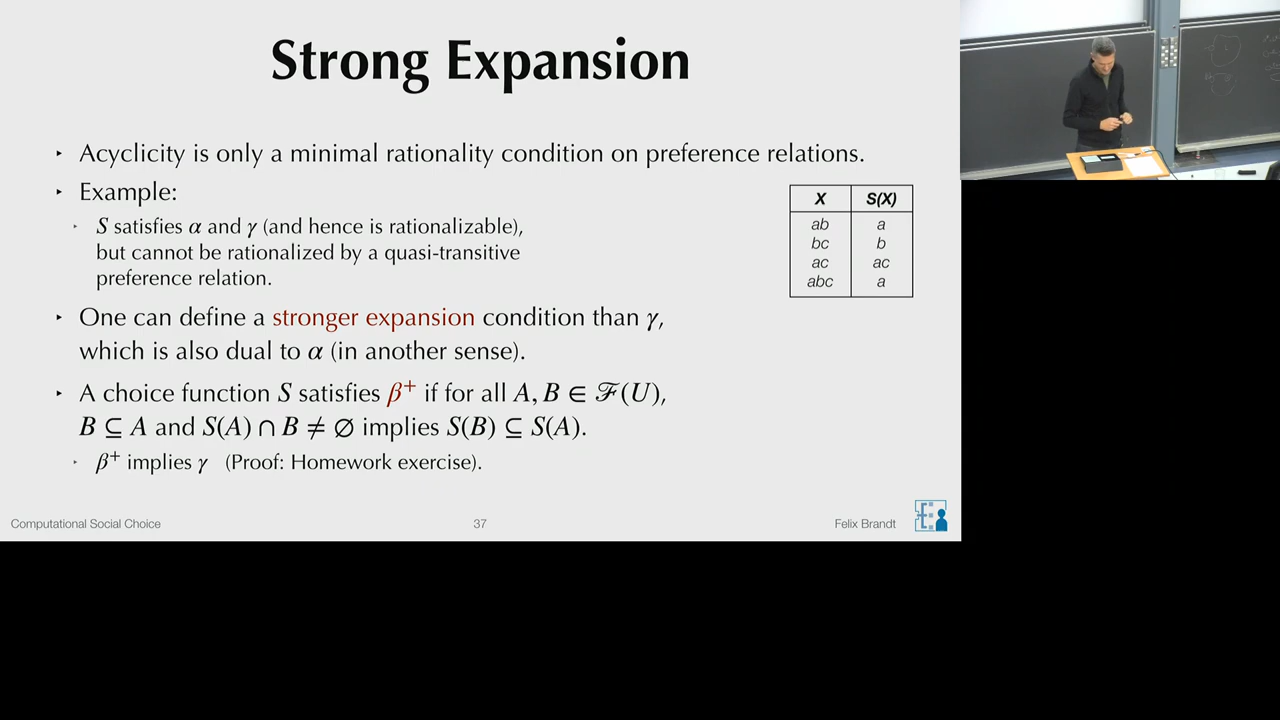 Strong Expansion
‣ Acyclicity is only a minimal rationality condition on preference relations.
‣ Example:
‣ S satisfies α and γ (and hence is rationalizable),
but cannot be rationalized by a quasi-transitive
preference relation.
X S(X)
ab a
bc b
ac ac
abc a
‣ One can define a stronger expansion condition than γ,
which is also dual to α (in another sense).
‣ A choice function S satisfies β⁺ if for all A, B ∈ ℱ(U),
B ⊆ A and S(A) ∩ B ≠ ∅ implies S(B) ⊆ S(A).
‣ β⁺ implies γ (Proof: Homework exercise).
Computational Social Choice 37 Felix Brandt